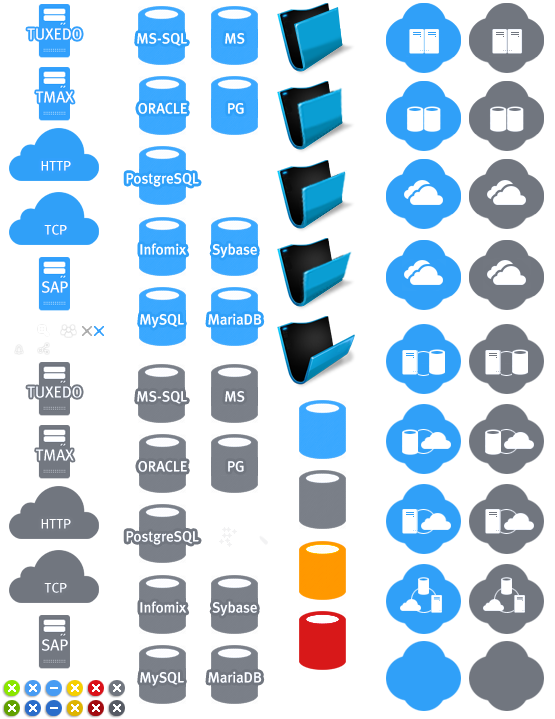 TUXEDO
MS-SQL
MS
TMAX
ORACLE
PG
HTTP
PostgreSQL
TCP
Infomix
Sybase
SAP
MySQL
MariaDB
TUXEDO
MS-SQL
MS
TMAX
ORACLE
PG
HTTP
PostgreSQL
TCP
Infomix
Sybase
SAP
MySQL
MariaDB